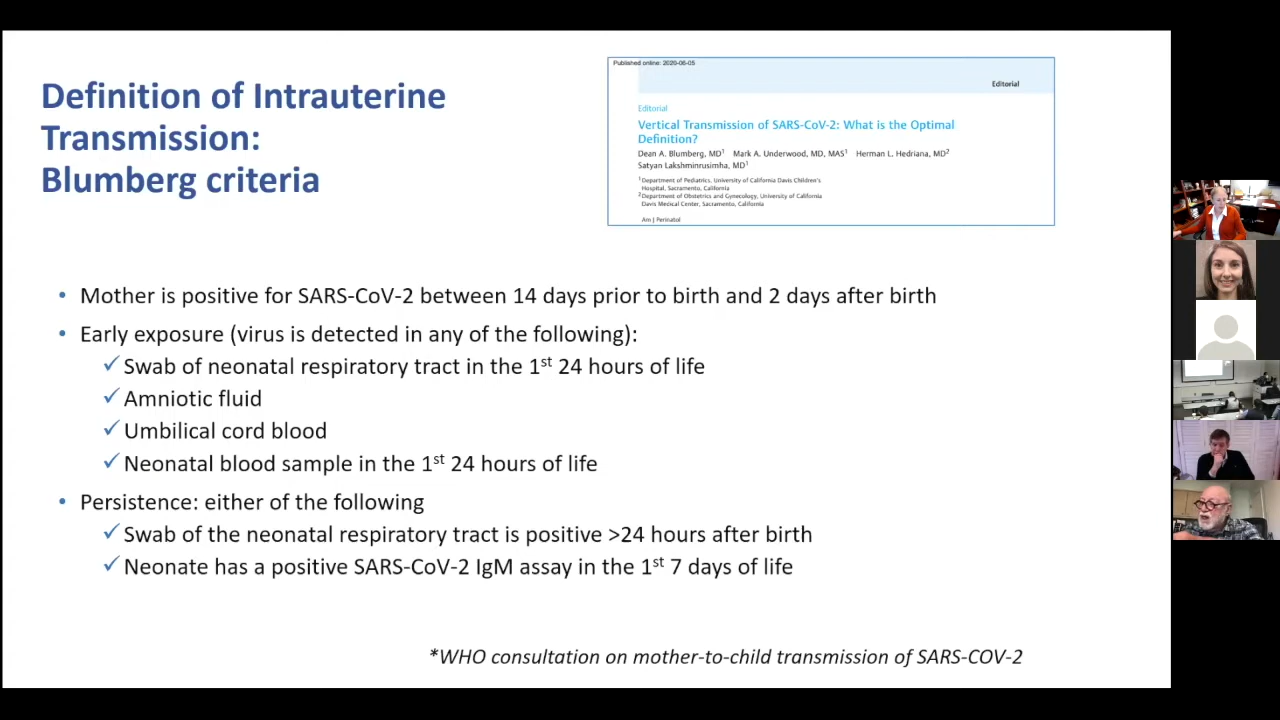 Definition of Intrauterine
Transmission:
Blumberg criteria
Published online: 2020-06-05
Editorial
Editorial
Vertical Transmission of SARS-CoV-2: What is the Optimal
Definition?
Dean A. Blumberg, MD1 Mark A. Underwood, MD, MAS1 Herman L. Hedriana, MD2
Satyan Lakshminrusimha, MD1
1 Department of Pediatrics, University of California Davis Children's
Hospital, Sacramento, California
2 Department of Obstetrics and Gynecology, University of California
Davis Medical Center, Sacramento, California
Am J Perinatol
• Mother is positive for SARS-CoV-2 between 14 days prior to birth and 2 days after birth
• Early exposure (virus is detected in any of the following):
✓ Swab of neonatal respiratory tract in the 1st 24 hours of life
✓ Amniotic fluid
✓ Umbilical cord blood
✓ Neonatal blood sample in the 1st 24 hours of life
• Persistence: either of the following
✓ Swab of the neonatal respiratory tract is positive >24 hours after birth
✓ Neonate has a positive SARS-CoV-2 IgM assay in the 1st 7 days of life
*WHO consultation on mother-to-child transmission of SARS-COV-2